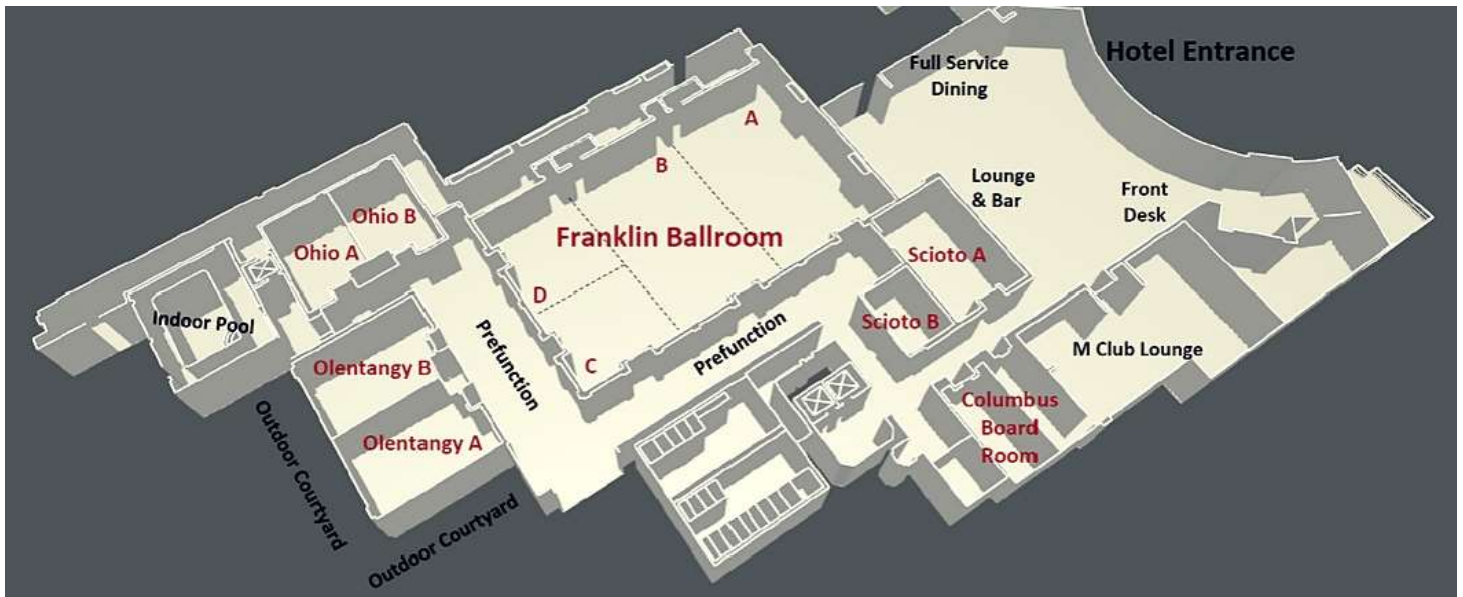 Hotel Entrance
Full Service
Dining
A
B
Lounge
& Bar
Front
Desk
Ohio B
Ohio A
Franklin Ballroom
Scioto A
D
Indoor Pool
Scioto B
Prefunction
Prefunction
C
M Club Lounge
Olentangy B
Columbus
Board
Room
Olentangy A
Outdoor Courtyard
Outdoor Courtyard